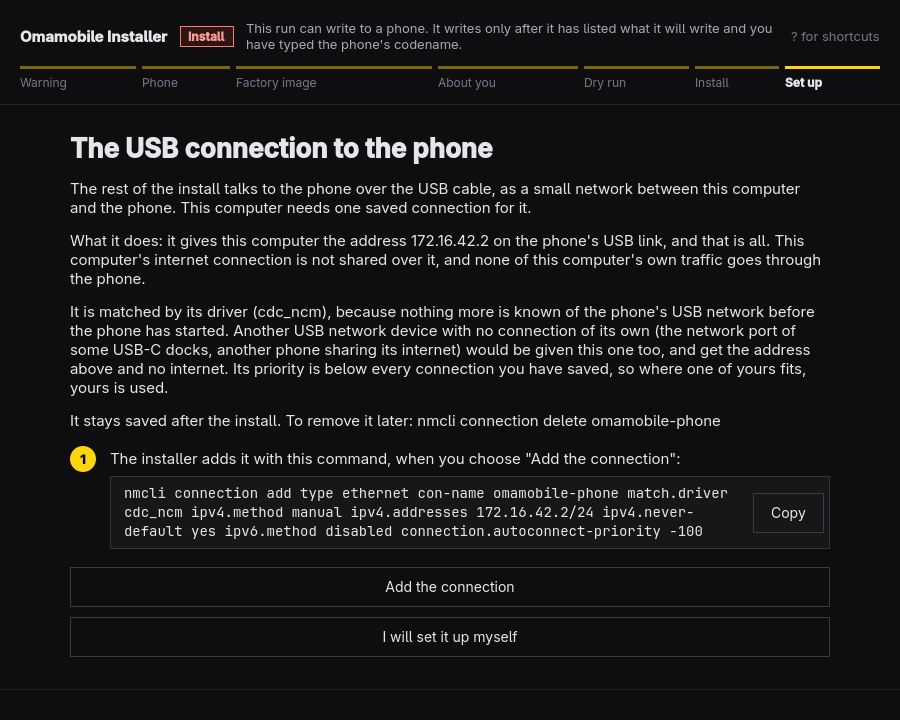 Omamobile Installer
Install
This run can write to a phone. It writes only after it has listed what it will write and you
have typed the phone's codename.
? for shortcuts
Warning
Phone
Factory image
About you
Dry run
Install
Set up
The USB connection to the phone
The rest of the install talks to the phone over the USB cable, as a small network between this computer
and the phone. This computer needs one saved connection for it.
What it does: it gives this computer the address 172.16.42.2 on the phone's USB link, and that is all. This
computer's internet connection is not shared over it, and none of this computer's own traffic goes through
the phone.
It is matched by its driver (cdc_ncm), because nothing more is known of the phone's USB network before
the phone has started. Another USB network device with no connection of its own (the network port of
some USB-C docks, another phone sharing its internet) would be given this one too, and get the address
above and no internet. Its priority is below every connection you have saved, so where one of yours fits,
yours is used.
It stays saved after the install. To remove it later: nmcli connection delete omamobile-phone
1
The installer adds it with this command, when you choose "Add the connection":
nmcli connection add type ethernet con-name omamobile-phone match.driver
cdc_ncm ipv4.method manual ipv4.addresses 172.16.42.2/24 ipv4.never-
default yes ipv6.method disabled connection.autoconnect-priority -100
Copy
Add the connection
I will set it up myself